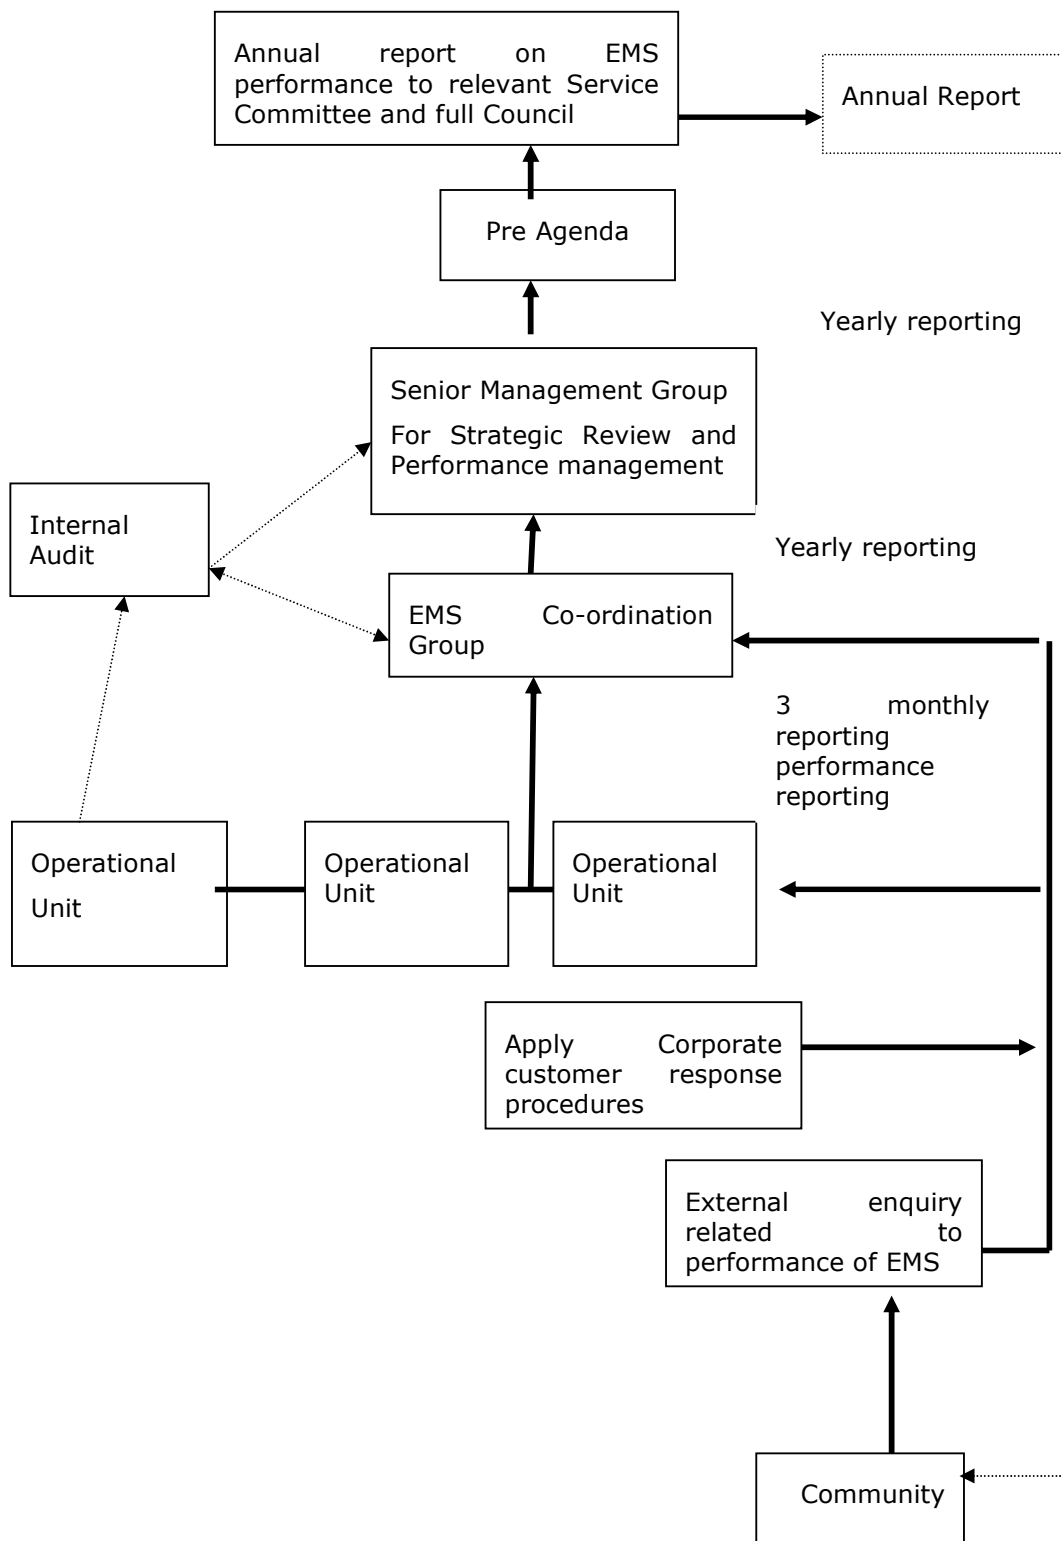 Annual report on EMS
performance to relevant Service
Committee and full Council
Annual Report
Pre Agenda
Yearly reporting
Senior Management Group
For Strategic Review and
Performance management
Internal
Audit
Yearly reporting
EMS Co-ordination
Group
3 monthly
reporting
performance
reporting
Operational
Unit
Operational
Unit
Operational
Unit
Apply Corporate
customer response
procedures
External enquiry
related to
performance of EMS
Community